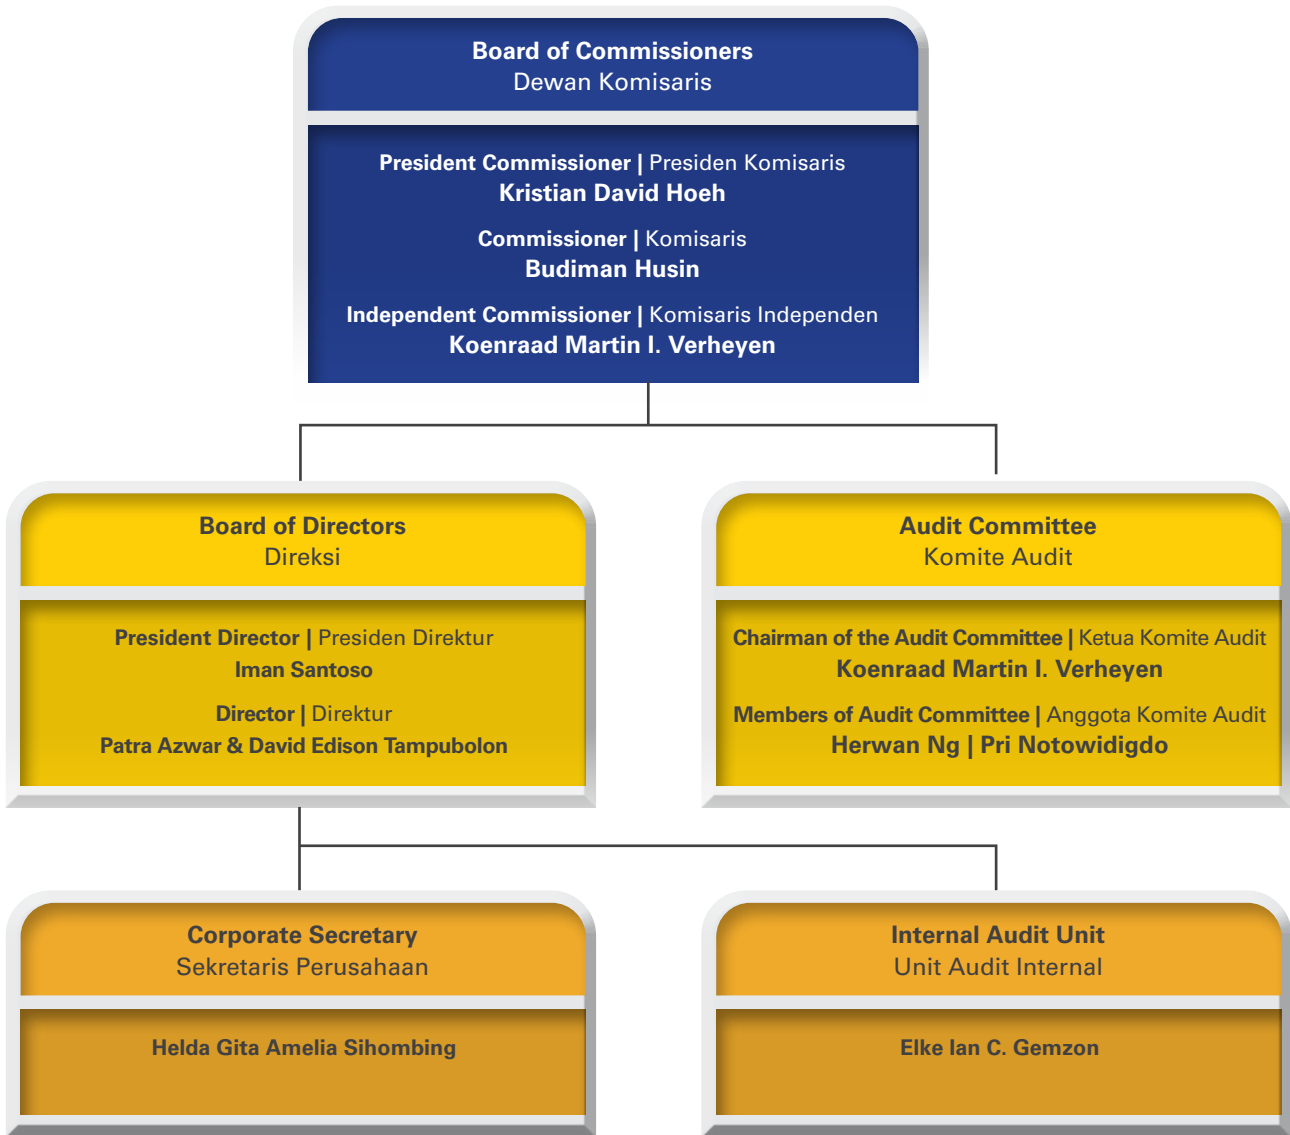 Board of Commissioners
Dewan Komisaris
President Commissioner | Presiden Komisaris
Kristian David Hoeh
Commissioner | Komisaris
Budiman Husin
Independent Commissioner | Komisaris Independen
Koenraad Martin I. Verheyen
Board of Directors
Direksi
President Director | Presiden Direktur
Iman Santoso
Director | Direktur
Patra Azwar & David Edison Tampubolon
Audit Committee
Komite Audit
Chairman of the Audit Committee | Ketua Komite Audit
Koenraad Martin I. Verheyen
Members of Audit Committee | Anggota Komite Audit
Herwan Ng | Pri Notowidigdo
Corporate Secretary
Sekretaris Perusahaan
Helda Gita Amelia Sihombing
Internal Audit Unit
Unit Audit Internal
Elke Ian C. Gemzon